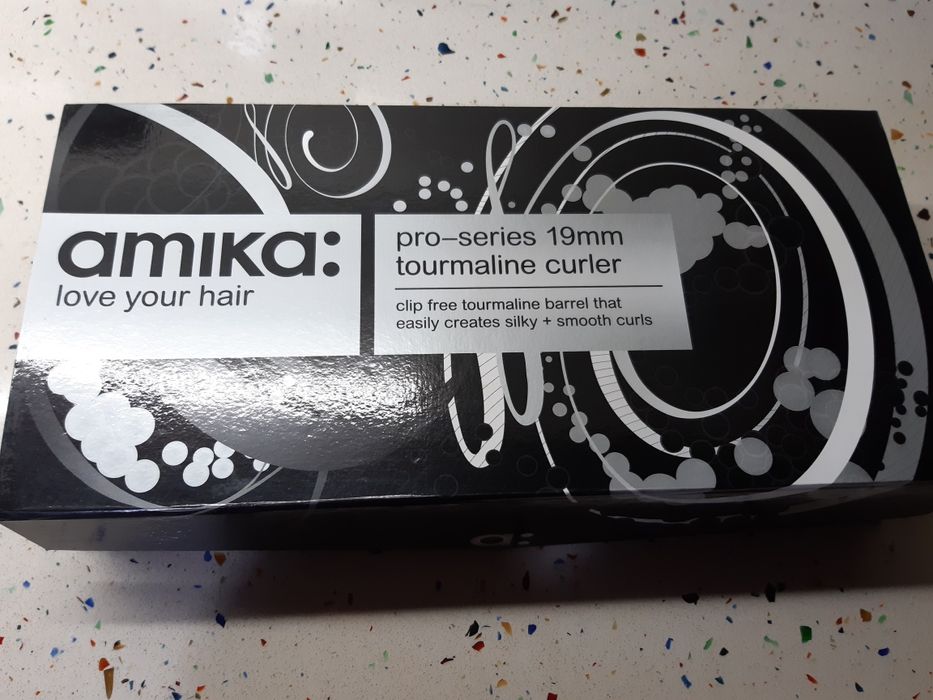 amika:
love your hair
pro–series 19mm
tourmaline curler
clip free tourmaline barrel that
easily creates silky + smooth curls
a: